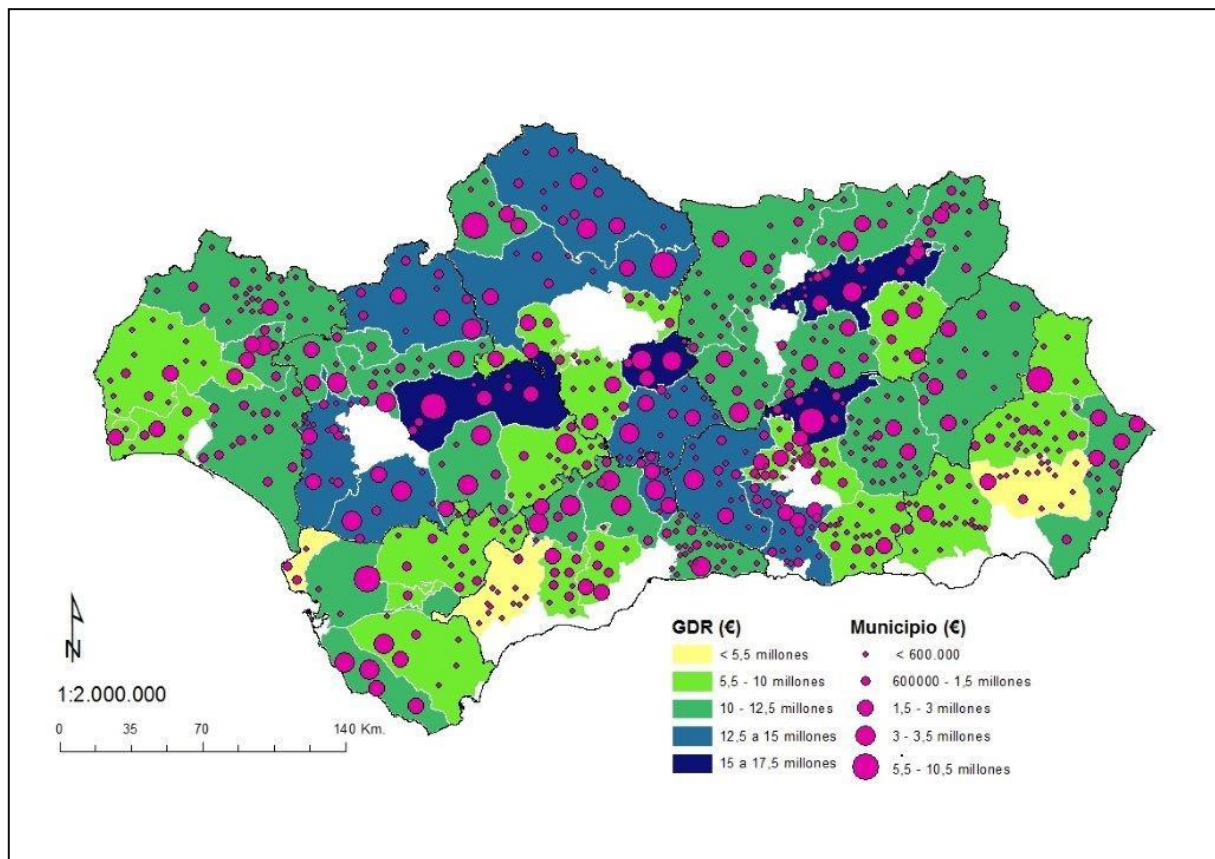 GDR (€)
< 5,5 millones
5,5 - 10 millones
10 - 12,5 millones
12,5 a 15 millones
15 a 17,5 millones
Municipio (€)
< 600.000
600000 - 1,5 millones
1,5 - 3 millones
3 - 3,5 millones
5,5 - 10,5 millones
N
1:2.000.000
0 35 70 140 Km.